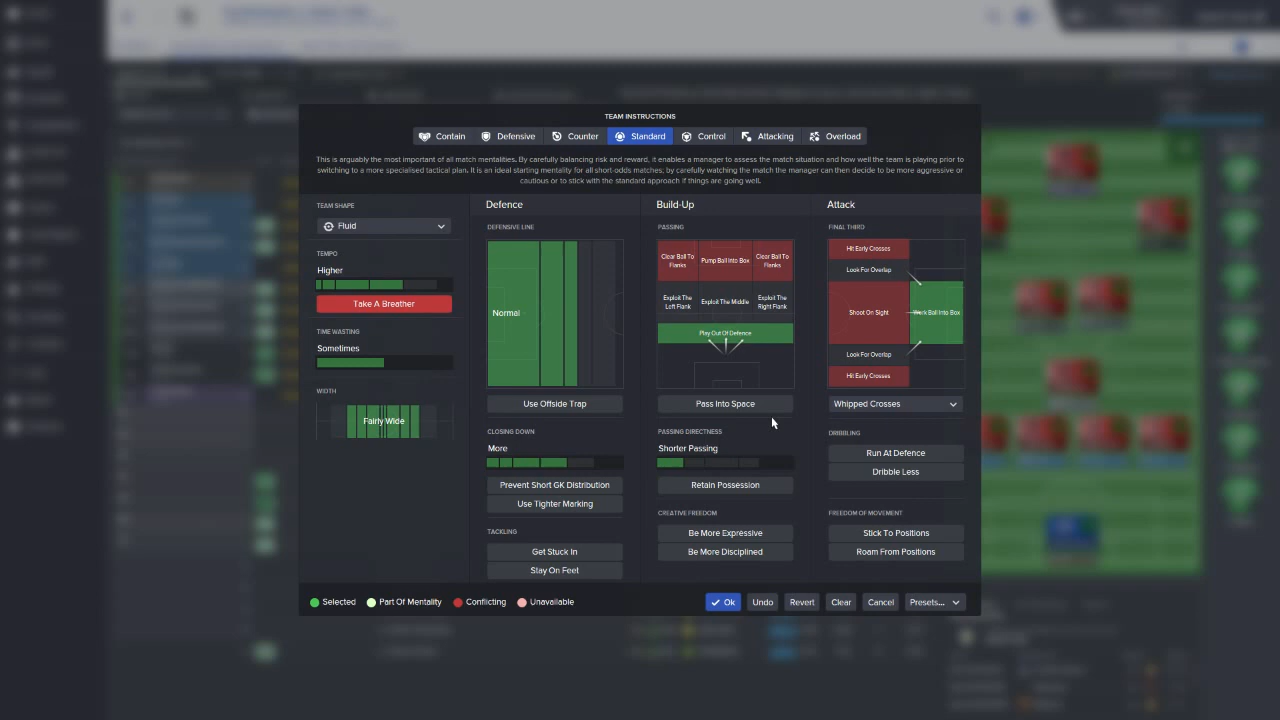 TEAM INSTRUCTIONS
Contain
Defensive
Counter
Standard
Control
Attacking
Overload
This is arguably the most important of all match mentalities. By carefully balancing risk and reward, it enables a manager to assess the match situation and how well the team is playing prior to
switching to a more specialised tactical plan. It is an ideal starting mentality for all short-odds matches; by carefully watching the match the manager can then decide to be more aggressive or
cautious or to stick with the standard approach if things are going well.
TEAM SHAPE
Fluid
TEMPO
Higher
Take A Breather
TIME WASTING
Sometimes
WIDTH
Fairly Wide
Defence
DEFENSIVE LINE
Normal
Use Offside Trap
CLOSING DOWN
More
Prevent Short GK Distribution
Use Tighter Marking
TACKLING
Get Stuck In
Stay On Feet
Build-Up
PASSING
Clear Ball To
Flanks
Pump Ball Into Box
Clear Ball To
Flanks
Exploit The
Left Flank
Exploit The Middle
Exploit The
Right Flank
Play Out Of Defence
Pass Into Space
PASSING DIRECTNESS
Shorter Passing
Retain Possession
CREATIVE FREEDOM
Be More Expressive
Be More Disciplined
Attack
FINAL THIRD
Hit Early Crosses
Look For Overlap
Shoot On Sight
Work Ball Into Box
Look For Overlap
Hit Early Crosses
Whipped Crosses
DRIBBLING
Run At Defence
Dribble Less
FREEDOM OF MOVEMENT
Stick To Positions
Roam From Positions
Selected
Part Of Mentality
Conflicting
Unavailable
Ok
Undo
Revert
Clear
Cancel
Presets...